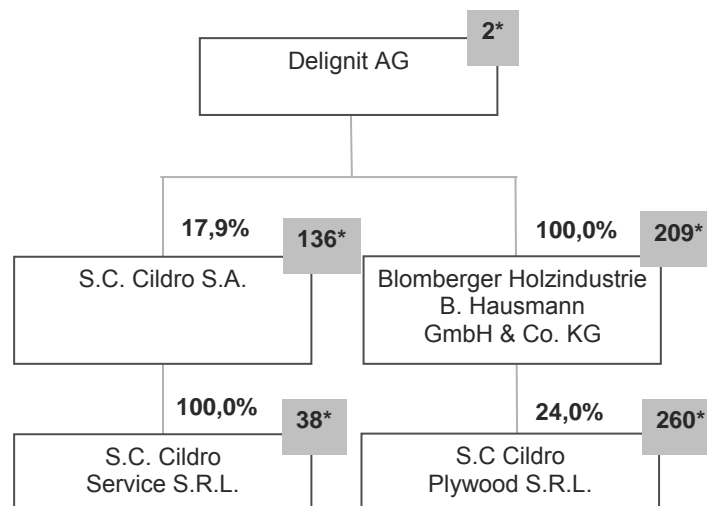 2*
Delignit AG
17,9%
136*
100,0%
209*
S.C. Cildro S.A.
Blomberger Holzindustrie
B. Hausmann
GmbH & Co. KG
100,0%
38*
24,0%
260*
S.C. Cildro
Service S.R.L.
S.C Cildro
Plywood S.R.L.